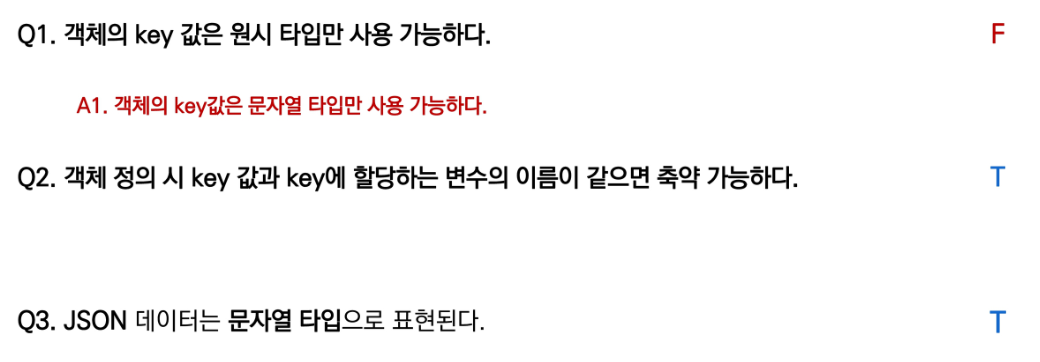 Q1. 객체의 key 값은 원시 타입만 사용 가능하다. F
A1. 객체의 key값은 문자열 타입만 사용 가능하다.
Q2. 객체 정의 시 key 값과 key에 할당하는 변수의 이름이 같으면 축약 가능하다. T
Q3. JSON 데이터는 문자열 타입으로 표현된다. T